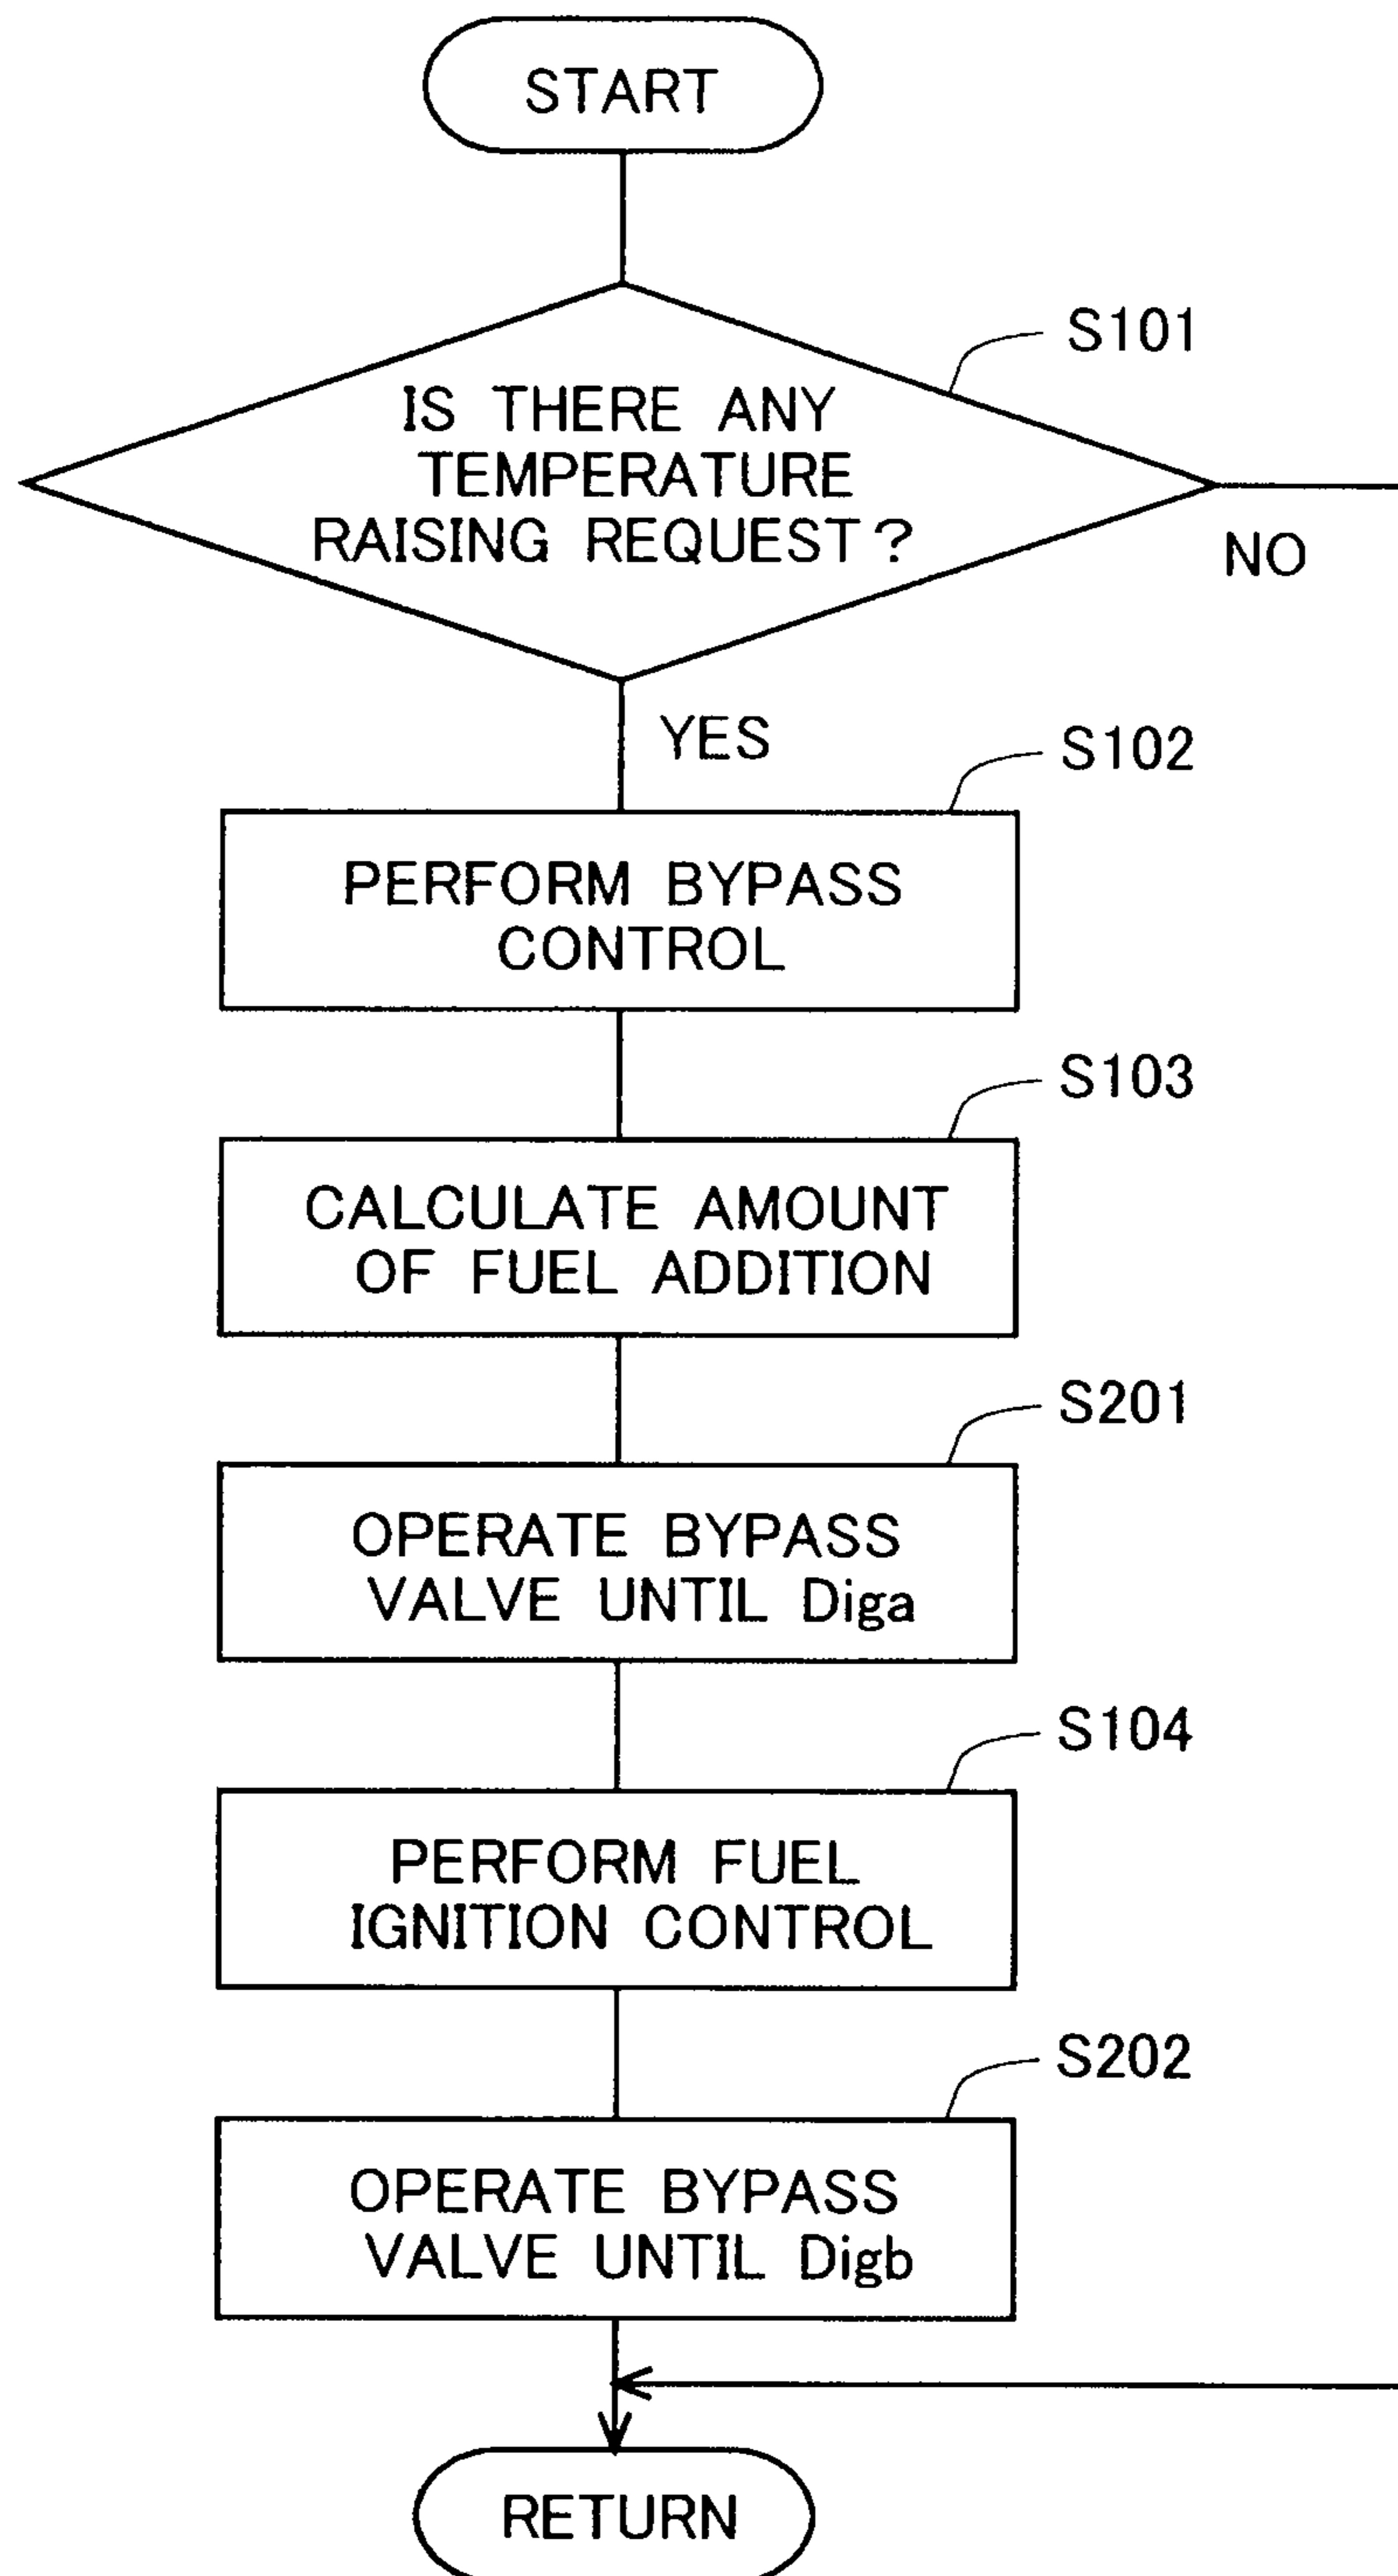 START
S101
IS THERE ANY
TEMPERATURE
RAISING REQUEST?
NO
YES
S102
PERFORM BYPASS
CONTROL
S103
CALCULATE AMOUNT
OF FUEL ADDITION
S201
OPERATE BYPASS
VALVE UNTIL Diga
S104
PERFORM FUEL
IGNITION CONTROL
S202
OPERATE BYPASS
VALVE UNTIL Digb
RETURN